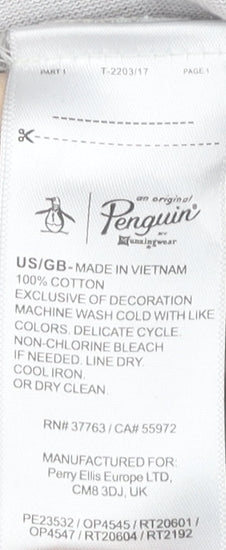 PART 1 T-2203/17 PAGE 1
an original
Penguin®
BY
Munsingwear
US/GB- MADE IN VIETNAM
100% COTTON
EXCLUSIVE OF DECORATION
MACHINE WASH COLD WITH LIKE
COLORS. DELICATE CYCLE.
NON-CHLORINE BLEACH
IF NEEDED. LINE DRY.
COOL IRON.
OR DRY CLEAN.
RN# 37763 / CA# 55972
MANUFACTURED FOR:
Perry Ellis Europe LTD,
CM8 3DJ, UK
PE23532 / OP4545 / RT20601 /
OP4547 / RT20604 / RT2192